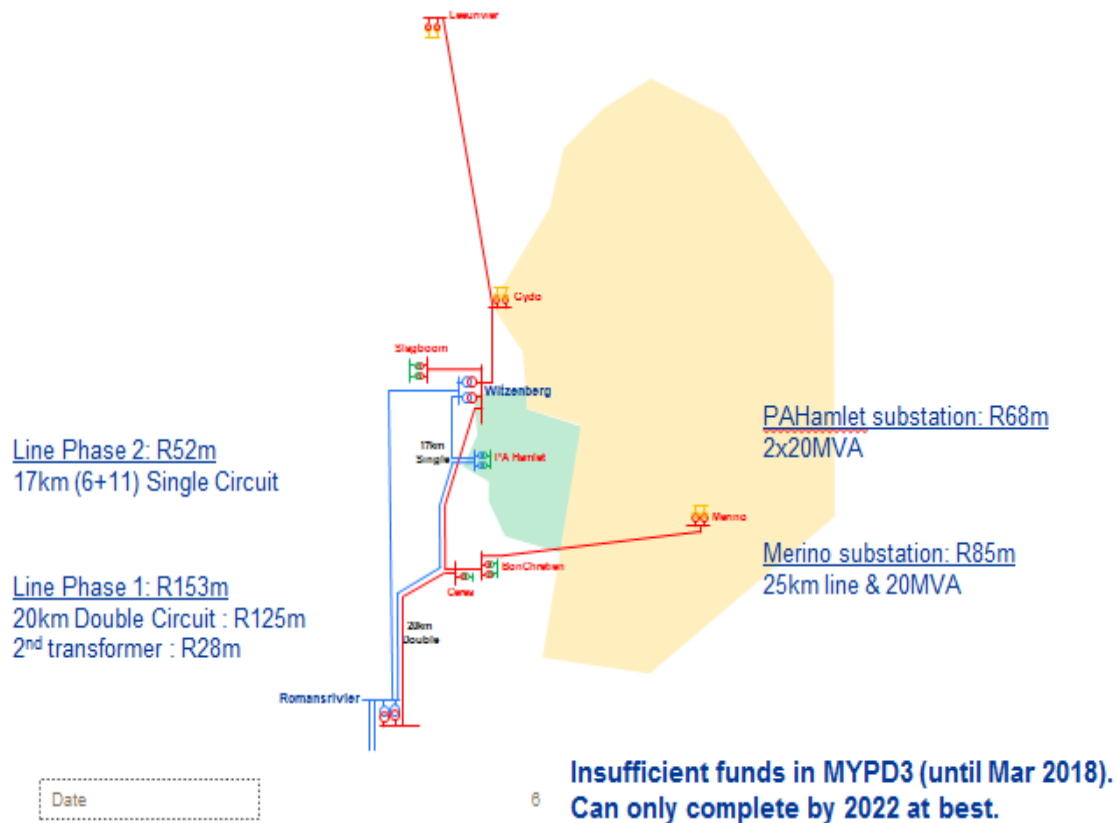 Leeunvier
Gydo
Slagboom
Witzenberg
17km
Single
PA Hamlet
Merino
BonChretien
Ceres
20km
Double
Romansrivier
Line Phase 2: R52m
17km (6+11) Single Circuit
Line Phase 1: R153m
20km Double Circuit : R125m
2nd transformer : R28m
PAHamlet substation: R68m
2x20MVA
Merino substation: R85m
25km line & 20MVA
Date
6
Insufficient funds in MYPD3 (until Mar 2018).
Can only complete by 2022 at best.